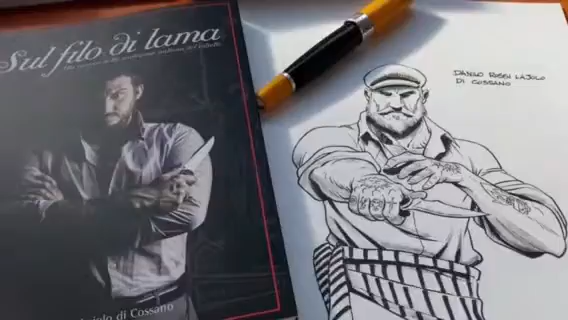 Sul filo di lama
di Cossano
DANILO ROSSI LAJOLO
DI COSSANO